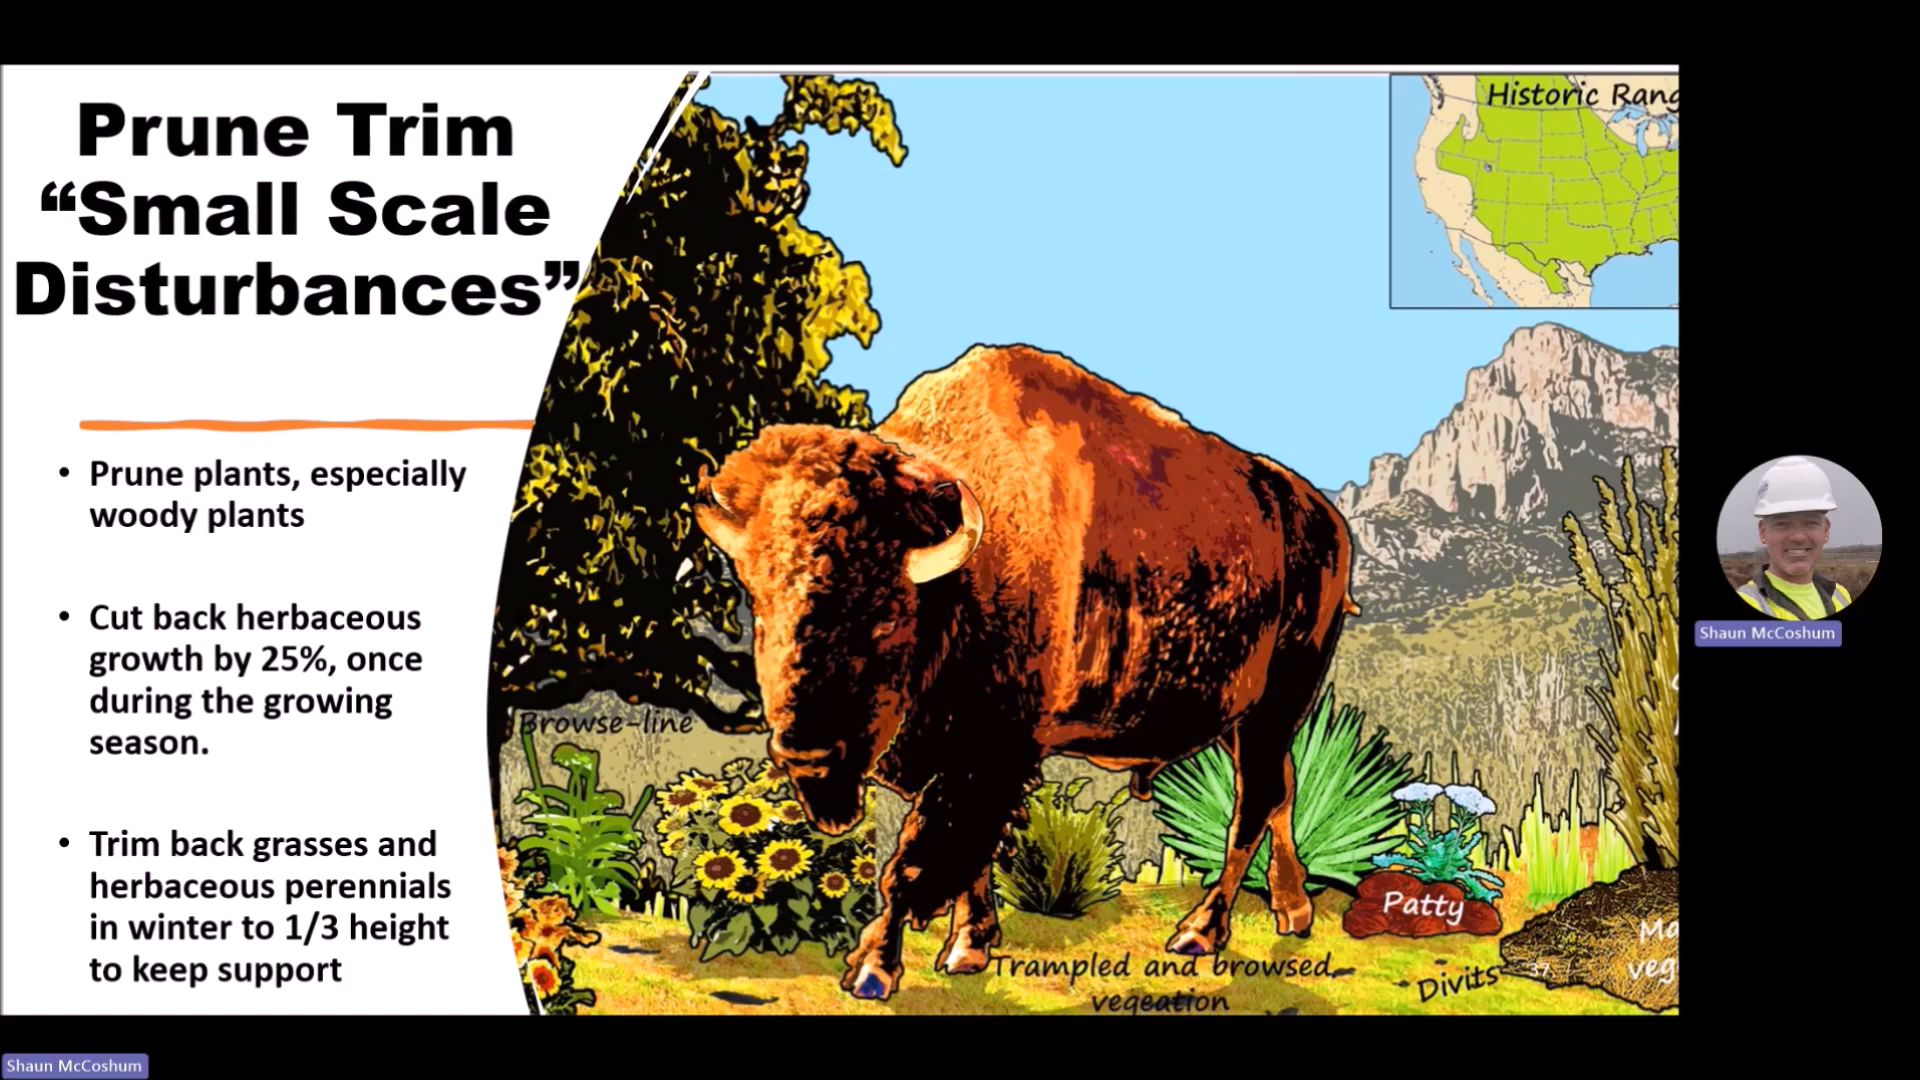 Prune Trim
“Small Scale
Disturbances”
• Prune plants, especially
woody plants
• Cut back herbaceous
growth by 25%, once
during the growing
season.
• Trim back grasses and
herbaceous perennials
in winter to 1/3 height
to keep support
Historic Rang
Browse-line
Patty
Trampled and browsed
vegeation
Divits
37
Ma
veg
Shaun McCoshum
Shaun McCoshum